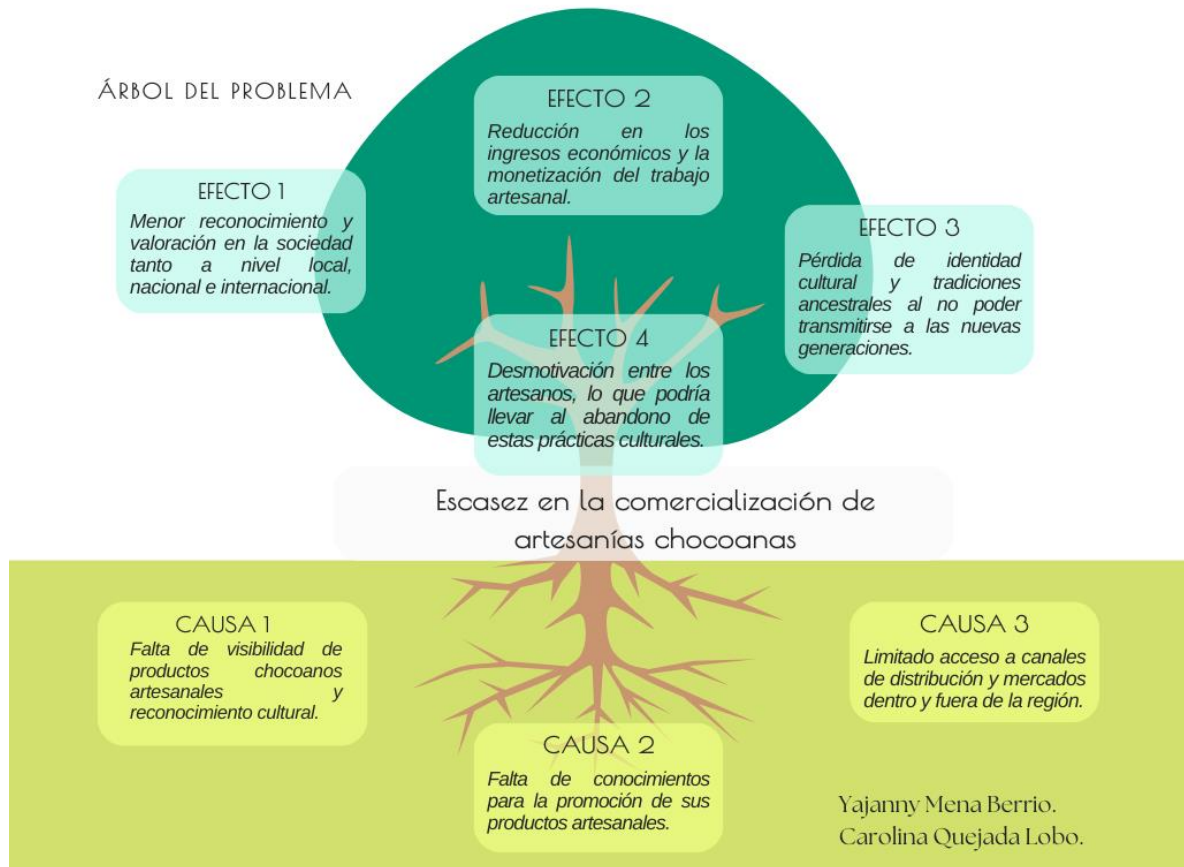 ÁRBOL DEL PROBLEMA
EFECTO 2
Reducción en los
ingresos económicos y la
monetización del trabajo
artesanal.
EFECTO 1
Menor reconocimiento y
valoración en la sociedad
tanto a nivel local,
nacional e internacional.
EFECTO 3
Pérdida de identidad
cultural y tradiciones
ancestrales al no poder
transmitirse a las nuevas
generaciones.
EFECTO 4
Desmotivación entre los
artesanos, lo que podría
llevar al abandono de
estas prácticas culturales.
Escasez en la comercialización de
artesanías chocoanas
CAUSA 1
Falta de visibilidad de
productos chocoanos
artesanales y
reconocimiento cultural.
CAUSA 2
Falta de conocimientos
para la promoción de sus
productos artesanales.
CAUSA 3
Limitado acceso a canales
de distribución y mercados
dentro y fuera de la región.
Yajanny Mena Berrio.
Carolina Quejada Lobo.